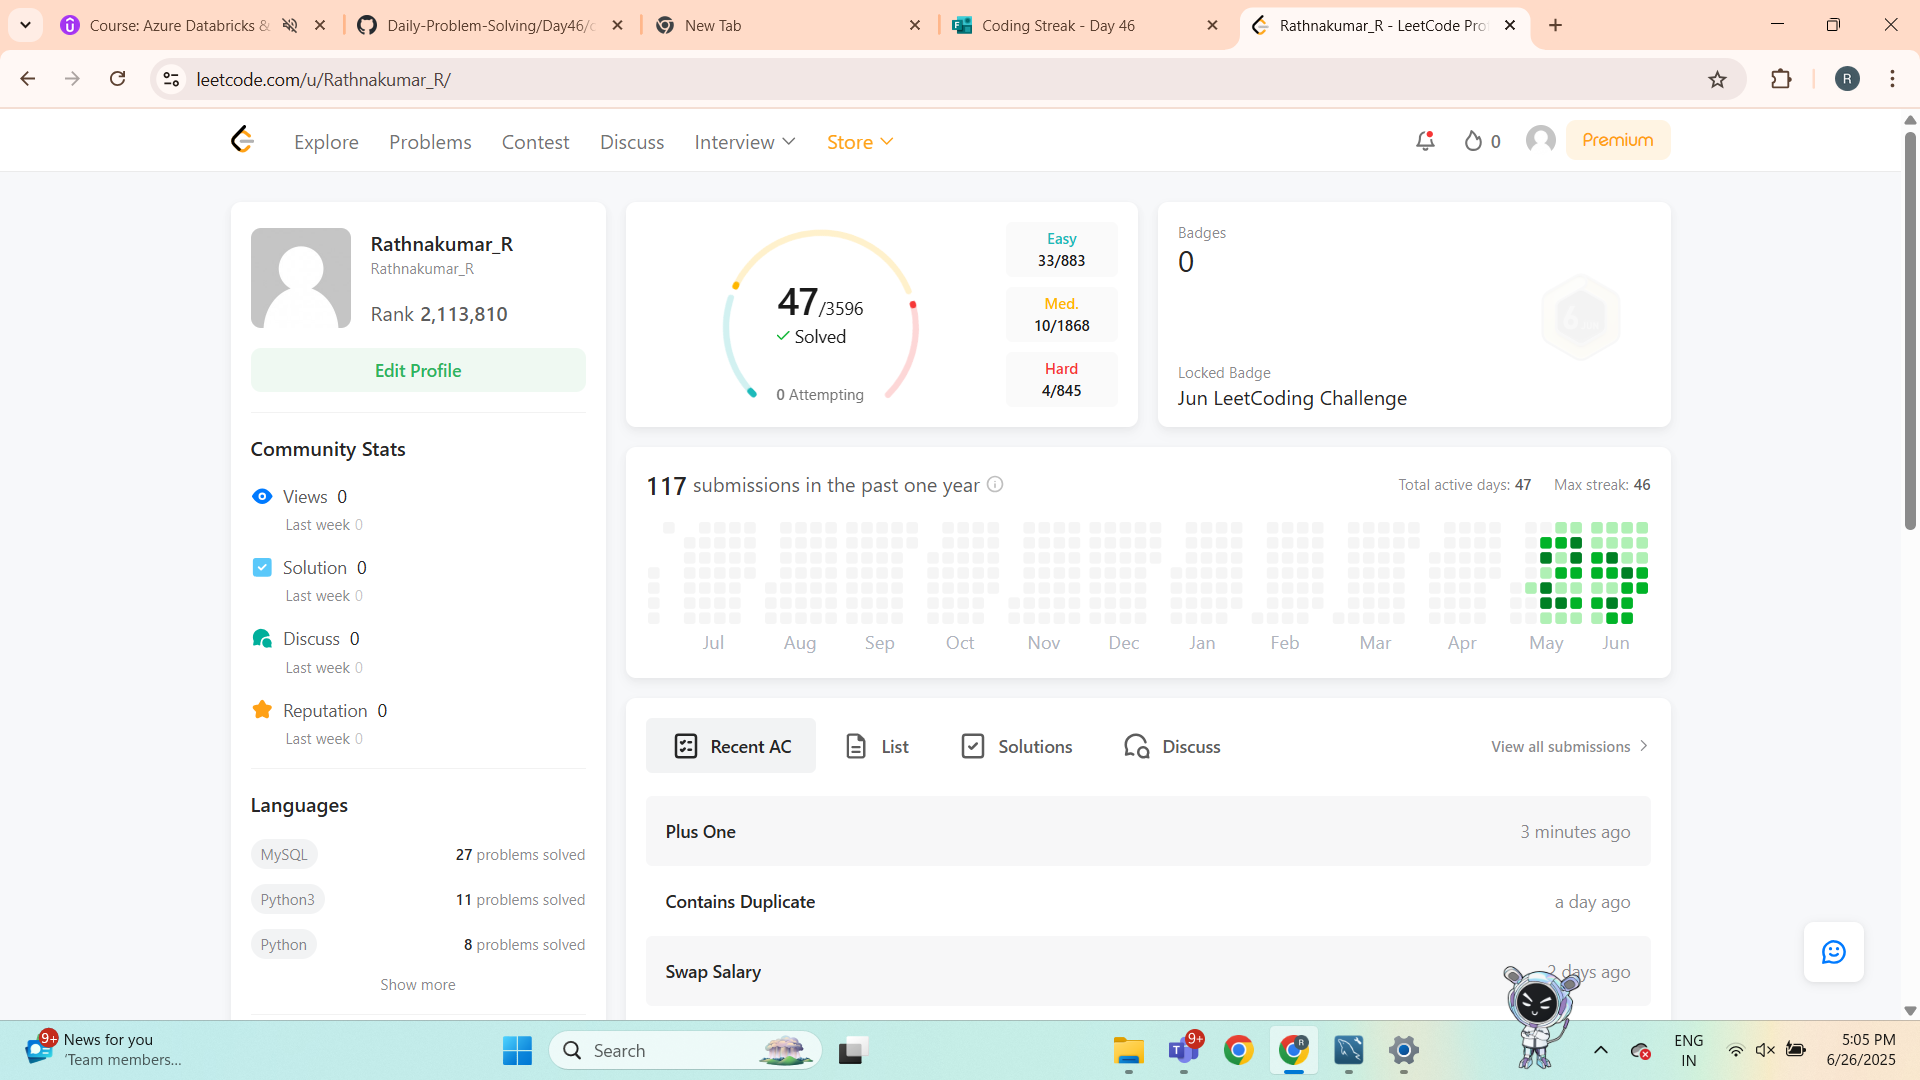 Course: Azure Databricks &
Daily-Problem-Solving/Day46/
New Tab
Coding Streak - Day 46
Rathnakumar_R - LeetCode Pro
leetcode.com/u/Rathnakumar_R/
R
Explore
Problems
Contest
Discuss
Interview
Store
0
Premium
Rathnakumar_R
Rathnakumar_R
Rank 2,113,810
Edit Profile
Community Stats
Views 0
Last week 0
Solution 0
Last week 0
Discuss 0
Last week 0
Reputation 0
Last week 0
Languages
MySQL
27 problems solved
Python3
11 problems solved
Python
8 problems solved
Show more
47/3596
Solved
0 Attempting
Easy
33/883
Med.
10/1868
Hard
4/845
Badges
0
Locked Badge
Jun LeetCoding Challenge
117 submissions in the past one year
Total active days: 47
Max streak: 46
Jul
Aug
Sep
Oct
Nov
Dec
Jan
Feb
Mar
Apr
May
Jun
Recent AC
List
Solutions
Discuss
View all submissions
Plus One
3 minutes ago
Contains Duplicate
a day ago
Swap Salary
2 days ago
9+
News for you
'Team members...
Search
9+
ENG
IN
5:05 PM
6/26/2025